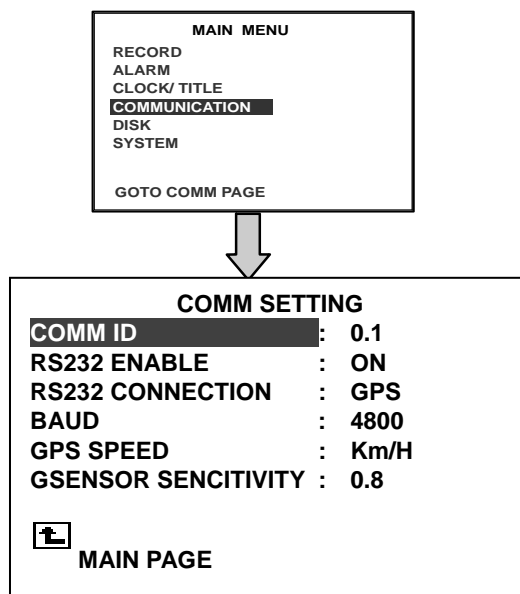 MAIN MENU
RECORD
ALARM
CLOCK/ TITLE
COMMUNICATION
DISK
SYSTEM
GOTO COMM PAGE
COMM SETTING
COMM ID : 0.1
RS232 ENABLE : ON
RS232 CONNECTION : GPS
BAUD : 4800
GPS SPEED : Km/H
GSENSOR SENCITIVITY : 0.8
MAIN PAGE